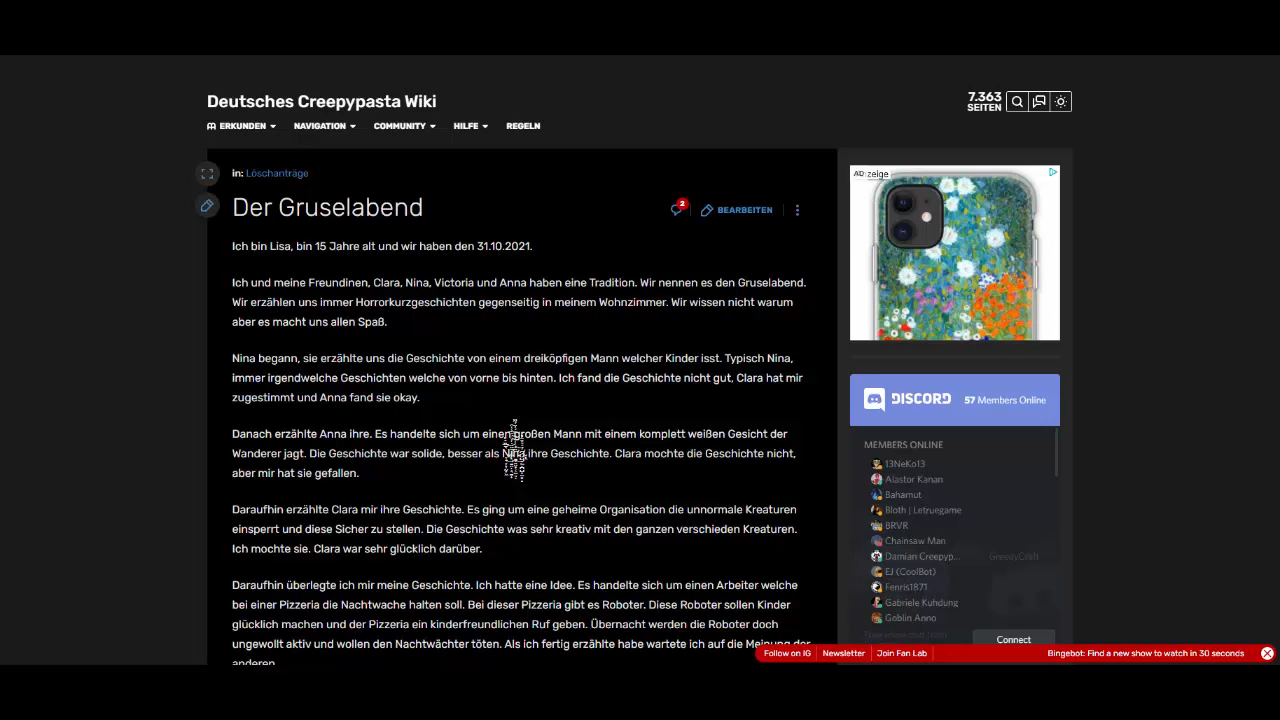 Deutsches Creepypasta Wiki
7.363
SEITEN
ERKUNDEN NAVIGATION COMMUNITY HILFE REGELN
in: Löschanträge
Der Gruselabend
2
BEARBEITEN
Ich bin Lisa, bin 15 Jahre alt und wir haben den 31.10.2021.
Ich und meine Freundinen, Clara, Nina, Victoria und Anna haben eine Tradition. Wir nennen es den Gruselabend.
Wir erzählen uns immer Horrorkurzgeschichten gegenseitig in meinem Wohnzimmer. Wir wissen nicht warum
aber es macht uns allen Spaß.
Nina begann, sie erzählte uns die Geschichte von einem dreiköpfigen Mann welcher Kinder isst. Typisch Nina,
immer irgendwelche Geschichten welche von vorne bis hinten. Ich fand die Geschichte nicht gut, Clara hat mir
zugestimmt und Anna fand sie okay.
Danach erzählte Anna ihre. Es handelte sich um einen großen Mann mit einem komplett weißen Gesicht der
Wanderer jagt. Die Geschichte war solide, besser als Nina ihre Geschichte. Clara mochte die Geschichte nicht,
aber mir hat sie gefallen.
Daraufhin erzählte Clara mir ihre Geschichte. Es ging um eine geheime Organisation die unnormale Kreaturen
einsperrt und diese Sicher zu stellen. Die Geschichte was sehr kreativ mit den ganzen verschieden Kreaturen.
Ich mochte sie. Clara war sehr glücklich darüber.
Daraufhin überlegte ich mir meine Geschichte. Ich hatte eine Idee. Es handelte sich um einen Arbeiter welche
bei einer Pizzeria die Nachtwache halten soll. Bei dieser Pizzeria gibt es Roboter. Diese Roboter sollen Kinder
glücklich machen und der Pizzeria ein kinderfreundlichen Ruf geben. Übernacht werden die Roboter doch
ungewollt aktiv und wollen den Nachtwächter töten. Als ich fertig erzählte habe wartete ich auf die Meinung der
anderen
AD:zeige
DISCORD 57 Members Online
MEMBERS ONLINE
13NeKo13
Alastor Kanan
Bahamut
Bloth | Letruegame
BRVR
Chainsaw Man
Damian Creepyp...
EJ (CoolBot)
Fenris1871
Gabriele Kuhdung
Goblin Anno
Connect
Follow on IG Newsletter Join Fan Lab Bingebot: Find a new show to watch in 30 seconds